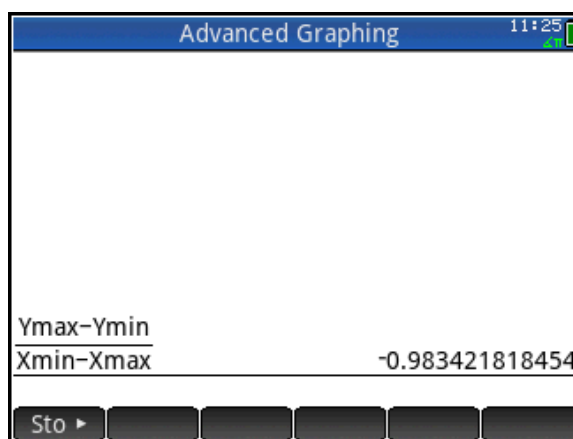 Advanced Graphing
11:25
∡π
Ymax−Ymin
Xmin−Xmax
-0.983421818454
Sto ▶